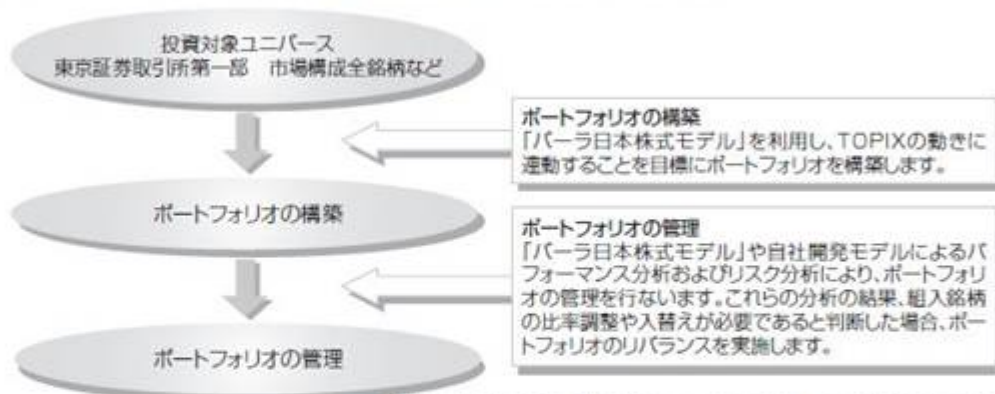 投資対象ユニバース
東京証券取引所第一部 市場構成全銘柄など
ポートフォリオの構築
「バーラ日本株式モデル」を利用し、TOPIXの動きに
連動することを目標にポートフォリオを構築します。
ポートフォリオの構築
ポートフォリオの管理
「バーラ日本株式モデル」や自社開発モデルによるパ
フォーマンス分析およびリスク分析により、ポートフォリ
オの管理を行ないます。これらの分析の結果、組入銘柄
の比率調整や入替えが必要であると判断した場合、ポー
トフォリオのリバランスを実施します。
ポートフォリオの管理